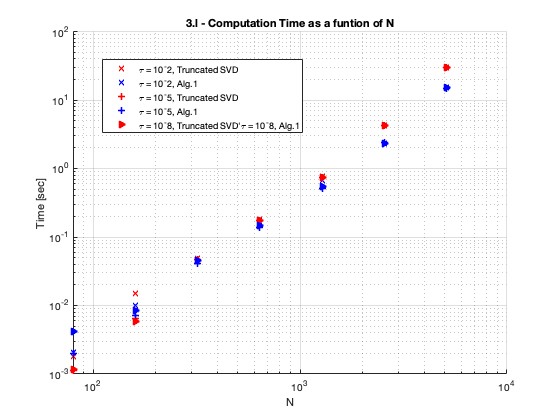 3.I - Computation Time as a funtion of N
10^2
10^1
10^0
10^-1
10^-2
10^-3
Time [sec]
τ = 10^-2, Truncated SVD
τ = 10^-2, Alg.1
τ = 10^-5, Truncated SVD
τ = 10^-5, Alg.1
τ = 10^-8, Truncated SVD'τ = 10^-8, Alg.1
10^2
10^3
10^4
N